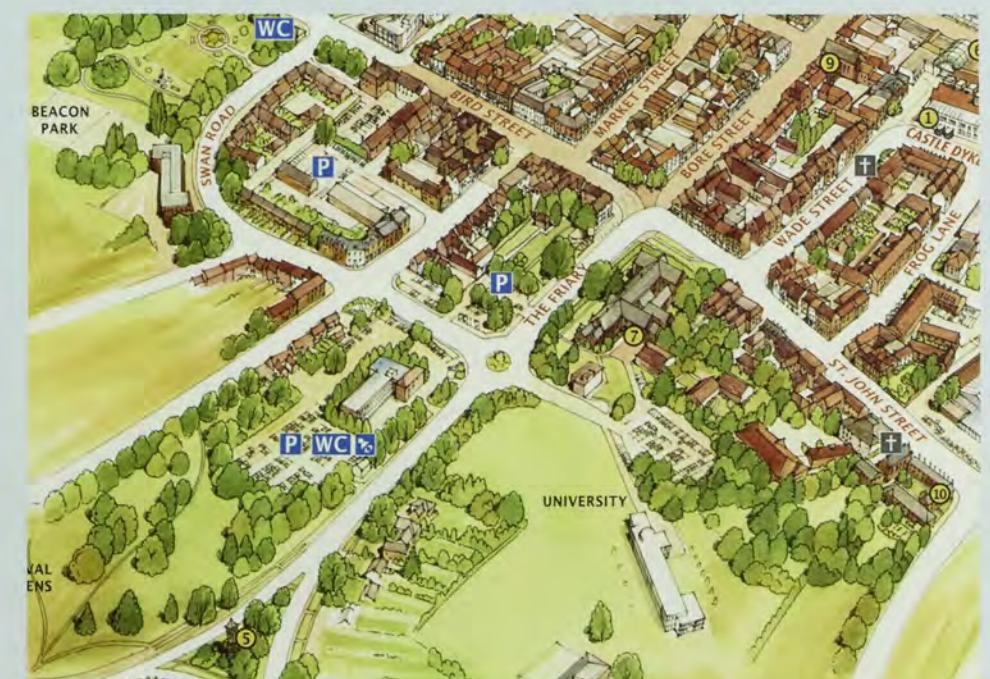 WC
BEACON
PARK
SWAN ROAD
BIRD STREET
MARKET STREET
BORE STREET
9
1
CASTLE DYKE
P
WADE STREET
FROG LANE
P
THE FRIARY
7
ST. JOHN STREET
P WC
UNIVERSITY
10
5